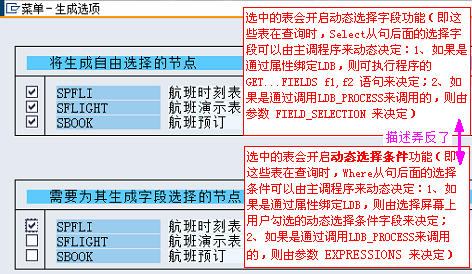 菜单 - 生成选项
将生成自由选择的节点
SPFLI 航班时刻表
SFLIGHT 航班演示表
SBOOK 航班预订
选中的表会开启动态选择字段功能(即
这些表在查询时,Select从句后面的选择字
段可以由主调程序来动态决定:1、如果是
通过属性绑定LDB,则可执行程序的
GET...FIELDS f1,f2 语句来决定;2、如
果是通过调用LDB_PROCESS来调用的,则由
参数 FIELD_SELECTION 来决定)
描述弄反了
需要为其生成字段选择的节点
SPFLI 航班时刻表
SFLIGHT 航班演示表
SBOOK 航班预订
选中的表会开启动态选择条件功能(即
这些表在查询时,Where从句后面的选择
条件可以由主调程序来动态决定:1、如
果是通过属性绑定LDB,则由选择屏幕上
用户勾选的动态选择条件字段来决定;
2、如果是通过调用LDB_PROCESS来调用
的,则由参数 EXPRESSIONS 来决定)